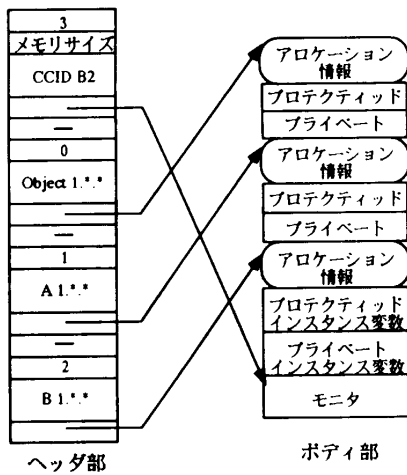 3
メモリサイズ
CCID B2
—
0
Object 1.*.*
—
1
A 1.*.*
—
2
B 1.*.*
ヘッダ部
アロケーション
情報
プロテクティッド
プライベート
アロケーション
情報
プロテクティッド
プライベート
アロケーション
情報
プロテクティッド
インスタンス変数
プライベート
インスタンス変数
モニタ
ボディ部